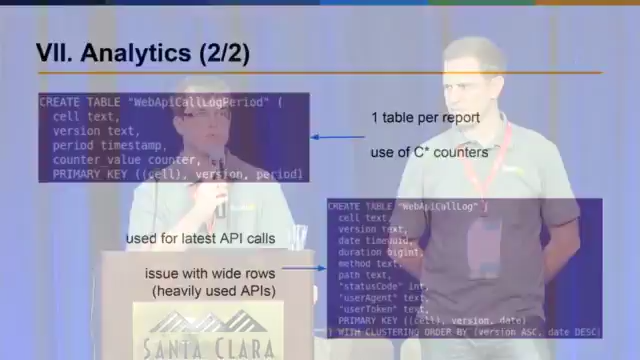 VII. Analytics (2/2)
CREATE TABLE "WebApiCallLogPeriod" (
cell text,
version text,
period timestamp,
counter_value counter,
PRIMARY KEY ((cell), version, period)
1 table per report
use of C* counters
used for latest API calls
issue with wide rows
(heavily used APIs)
CREATE TABLE "WebApiCallLog" (
cell text,
version text,
date timeuuid,
duration bigint,
method text,
path text,
"statusCode" int,
"userAgent" text,
"userToken" text,
PRIMARY KEY ((cell), version, date)
) WITH CLUSTERING ORDER BY (version ASC, date DESC)
SANTA CLARA